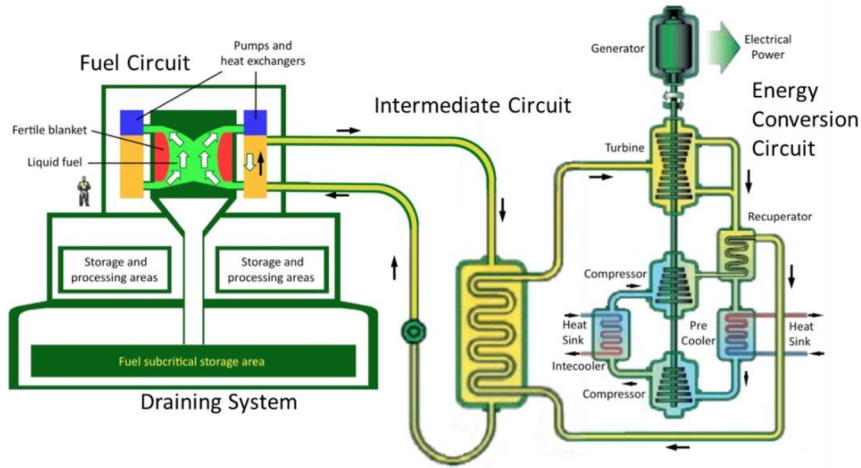 Fuel Circuit
Pumps and
heat exchangers
Fertile blanket
Liquid fuel
Storage and
processing areas
Storage and
processing areas
Fuel subcritical storage area
Draining System
Intermediate Circuit
Generator
Electrical
Power
Energy
Conversion
Circuit
Turbine
Recuperator
Compressor
Heat
Sink
Intecooler
Pre
Cooler
Heat
Sink
Compressor